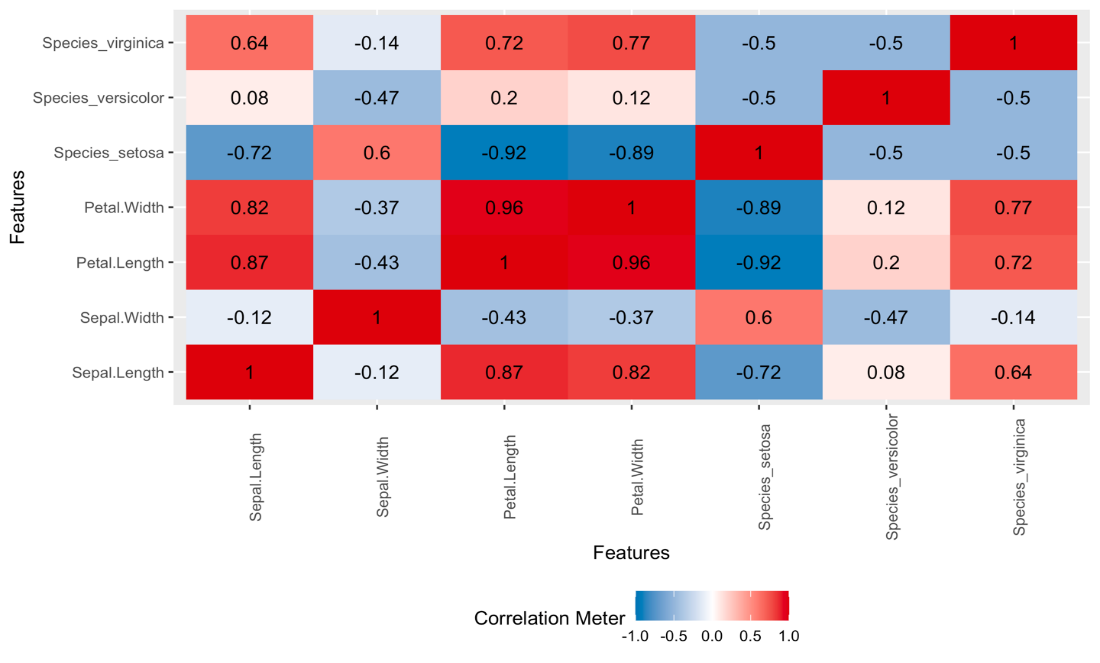 Features
Species_virginica 0.64 -0.14 0.72 0.77 -0.5 -0.5 1
Species_versicolor 0.08 -0.47 0.2 0.12 -0.5 1 -0.5
Species_setosa -0.72 0.6 -0.92 -0.89 1 -0.5 -0.5
Petal.Width 0.82 -0.37 0.96 1 -0.89 0.12 0.77
Petal.Length 0.87 -0.43 1 0.96 -0.92 0.2 0.72
Sepal.Width -0.12 1 -0.43 -0.37 0.6 -0.47 -0.14
Sepal.Length 1 -0.12 0.87 0.82 -0.72 0.08 0.64
Sepal.Length
Sepal.Width
Petal.Length
Petal.Width
Species_setosa
Species_versicolor
Species_virginica
Features
Correlation Meter
-1.0 -0.5 0.0 0.5 1.0